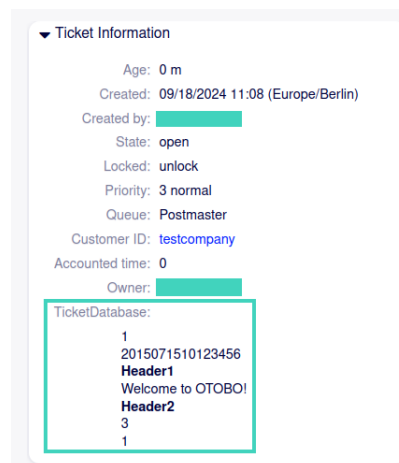 Ticket Information
Age: 0 m
Created: 09/18/2024 11:08 (Europe/Berlin)
Created by:
State: open
Locked: unlock
Priority: 3 normal
Queue: Postmaster
Customer ID: testcompany
Accounted time: 0
Owner:
TicketDatabase:
1
2015071510123456
Header1
Welcome to OTOBO!
Header2
3
1